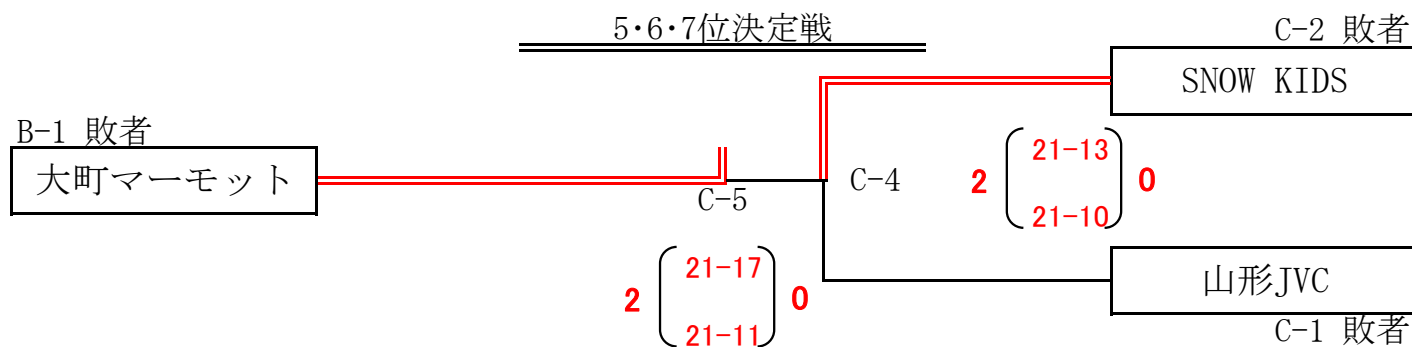 5・6・7位決定戦
C-2 敗者
SNOW KIDS
B-1 敗者
大町マーモット
C-4
2
21-13
21-10
0
C-5
2
21-17
21-11
0
山形JVC
C-1 敗者